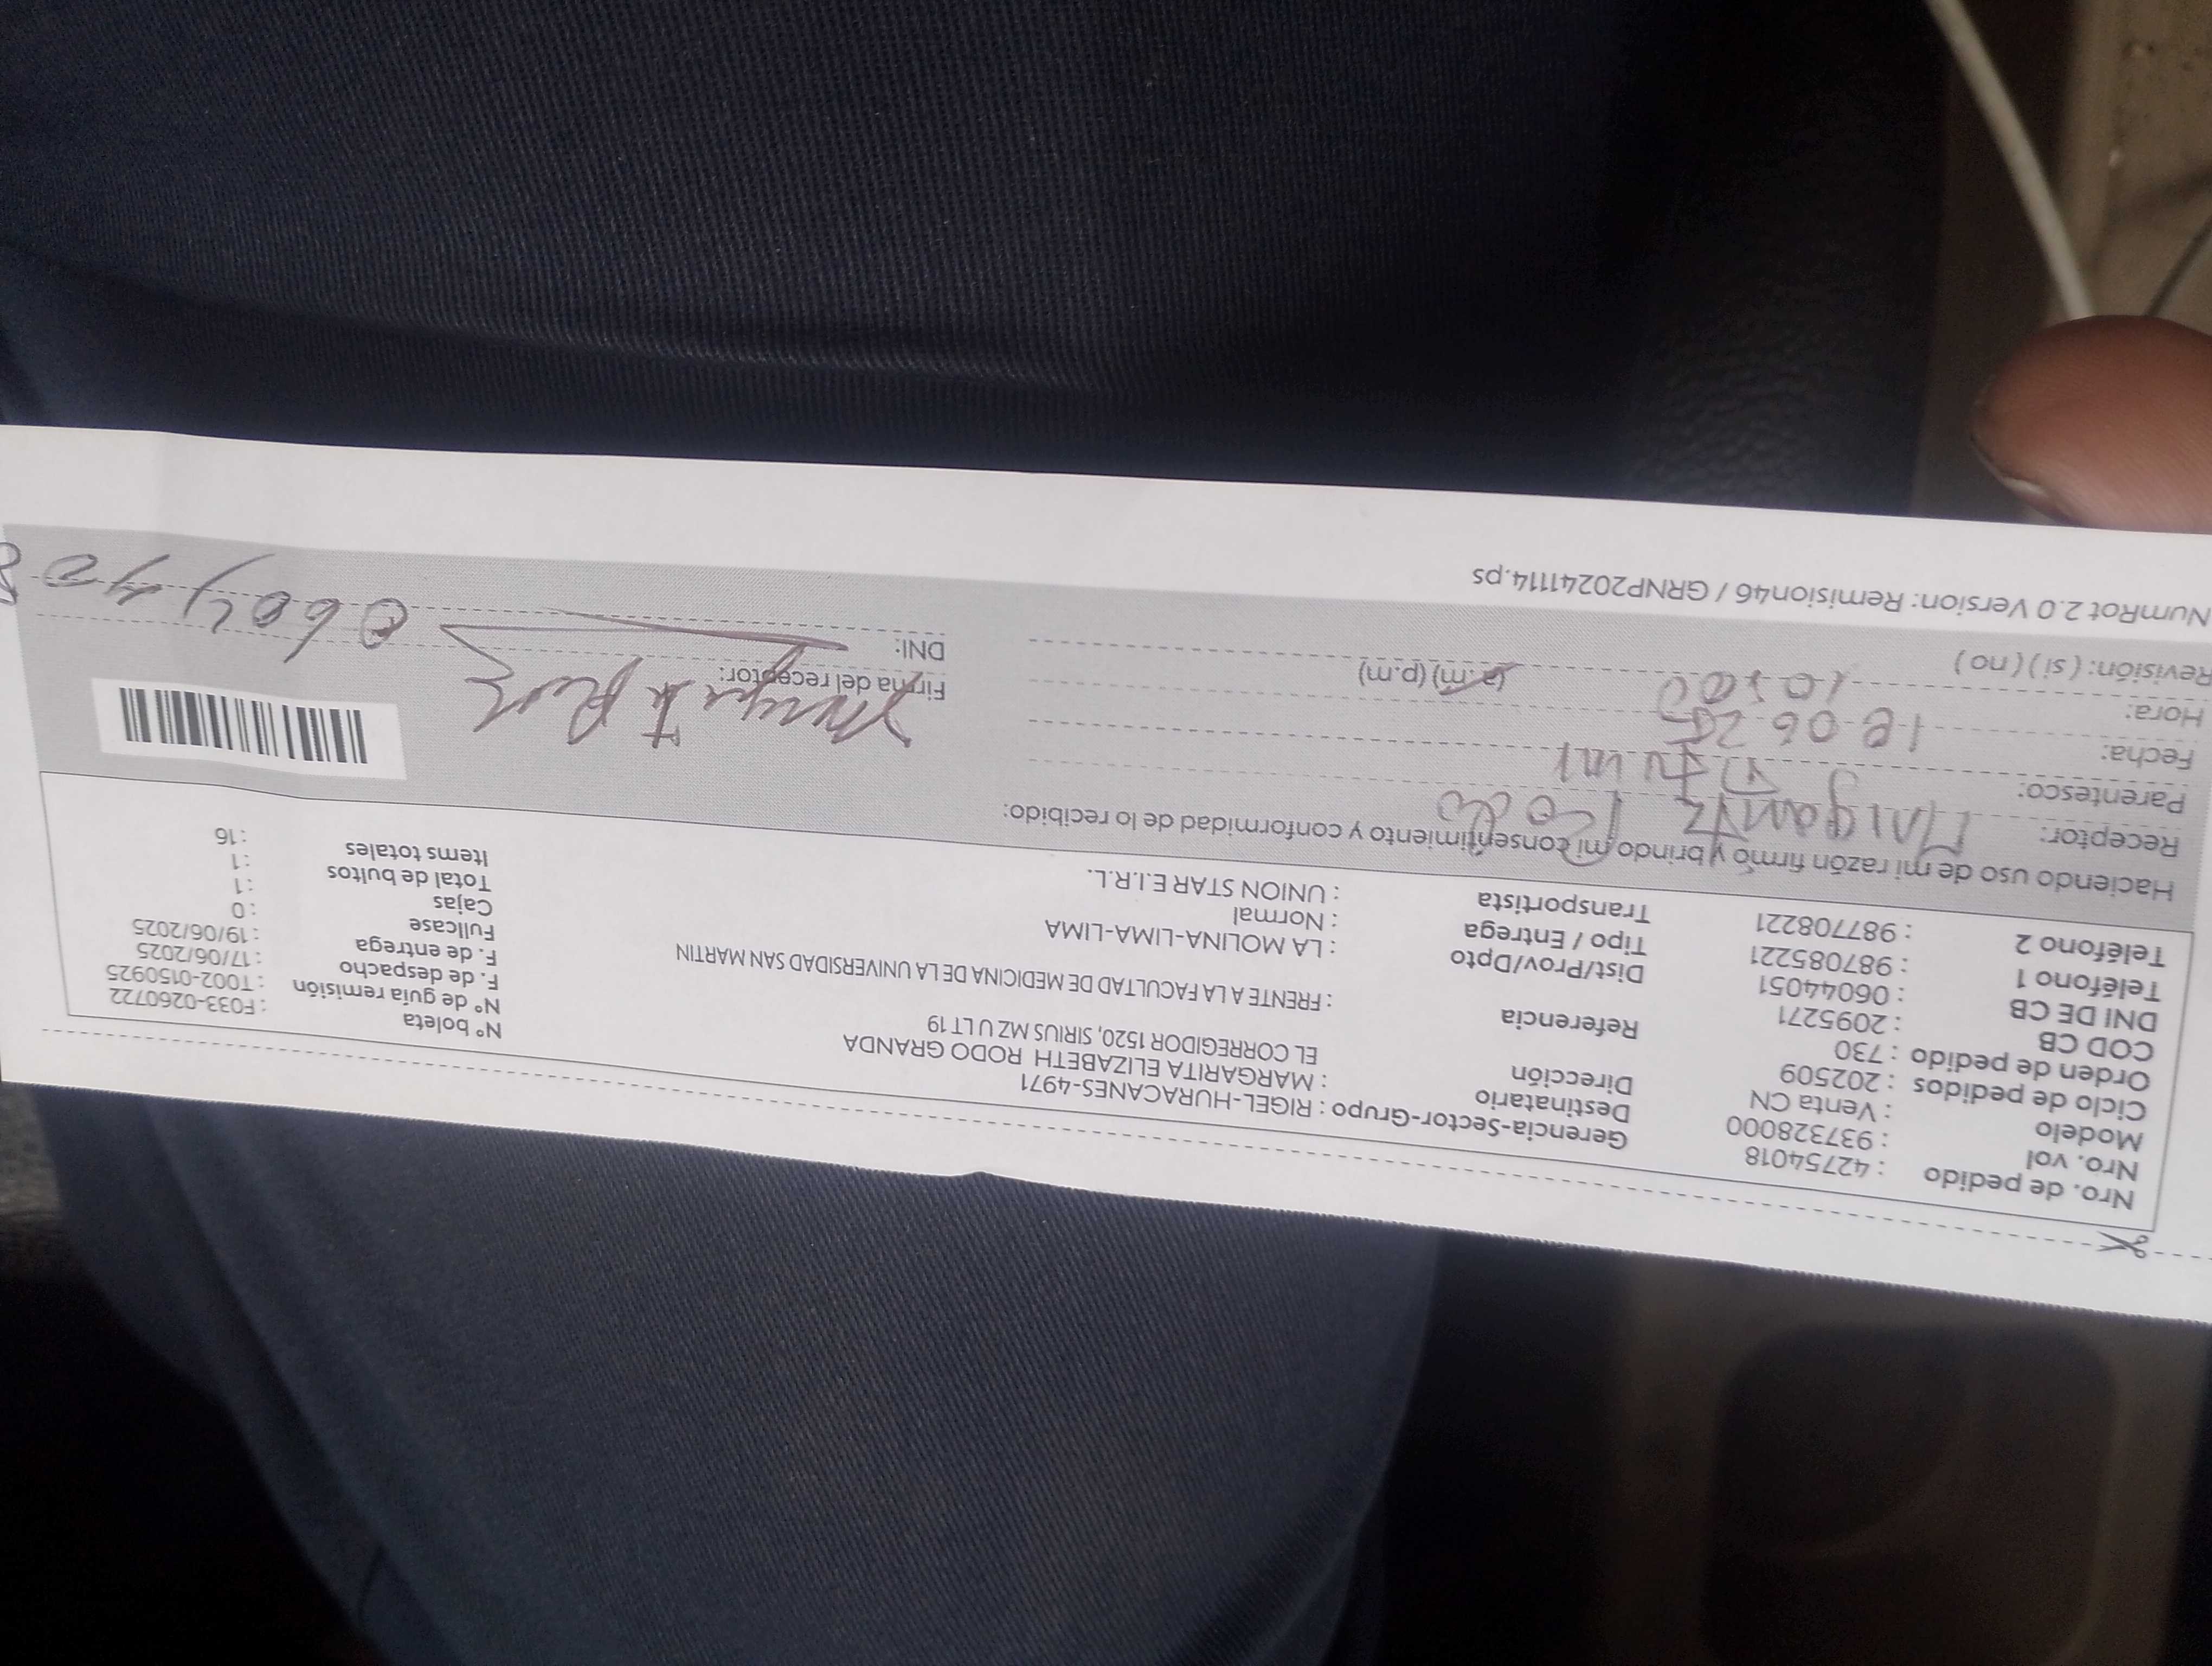 Nro. de pedido : 42754018
Nro. vol : 937328000
Modelo : Venta CN
Ciclo de pedidos : 202509
Orden de pedido : 730
COD CB : 2095271
DNI DE CB : 06044051
Teléfono 1 : 987085221
Teléfono 2 : 987708221
Gerencia-Sector-Grupo : RIGEL-HURACANES-4971
Destinatario : MARGARITA ELIZABETH RODO GRANDA
Dirección
EL CORREGIDOR 1520, SIRIUS MZ U LT 19
Referencia : FRENTE A LA FACULTAD DE MEDICINA DE LA UNIVERSIDAD SAN MARTIN
Dist/Prov/Dpto : LA MOLINA-LIMA-LIMA
Tipo / Entrega : Normal
Transportista : UNION STAR E.I.R.L.
N° boleta : F033-0260722
N° de guía remisión : T002-0150925
F. de despacho : 17/06/2025
F. de entrega : 19/06/2025
Fullcase : 0
Cajas : 1
Total de bultos : 1
Items totales : 16
Haciendo uso de mi razón firmo y brindo mi consentimiento y conformidad de lo recibido:
Receptor: Rodo
Parentesco:
Fecha: 18 06 25
Hora: 10:00 (a.m) (p.m)
Revisión: ( si ) ( no )
Firma del receptor:
DNI:
NumRot 2.0 Version: Remision46 / GRNP20241114.ps